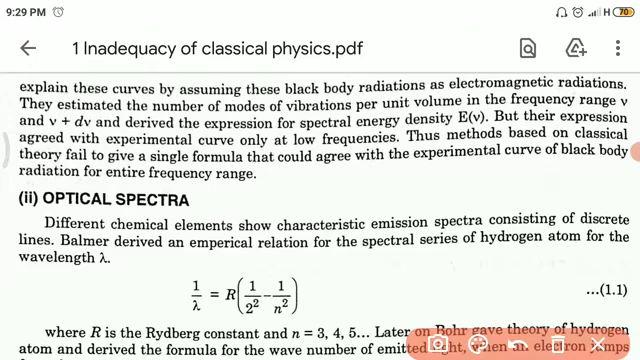 9:29 PM H 70
1 Inadequacy of classical physics.pdf
explain these curves by assuming these black body radiations as electromagnetic radiations.
They estimated the number of modes of vibrations per unit volume in the frequency range ν
and ν + dν and derived the expression for spectral energy density E(ν). But their expression
agreed with experimental curve only at low frequencies. Thus methods based on classical
theory fail to give a single formula that could agree with the experimental curve of black body
radiation for entire frequency range.
(ii) OPTICAL SPECTRA
Different chemical elements show characteristic emission spectra consisting of discrete
lines. Balmer derived an emperical relation for the spectral series of hydrogen atom for the
wavelength λ.
1/λ = R(1/2² - 1/n²) ...(1.1)
where R is the Rydberg constant and n = 3, 4, 5... Later on Bohr gave theory of hydrogen
atom and derived the formula for the wave number of emitted light, when an electron jumps